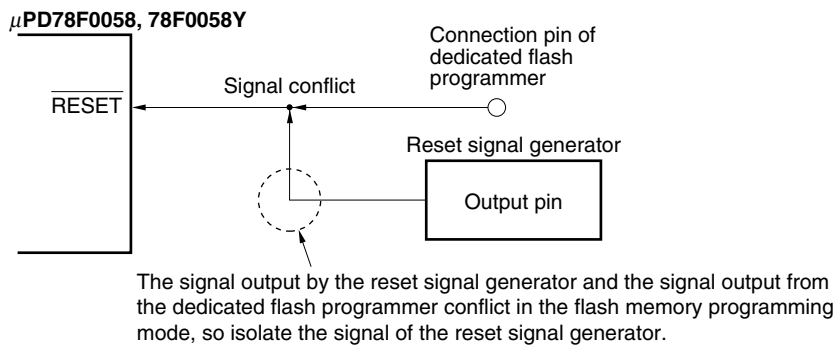 μPD78F0058, 78F0058Y
Connection pin of
dedicated flash
programmer
Signal conflict
RESET
Reset signal generator
Output pin
The signal output by the reset signal generator and the signal output from
the dedicated flash programmer conflict in the flash memory programming
mode, so isolate the signal of the reset signal generator.